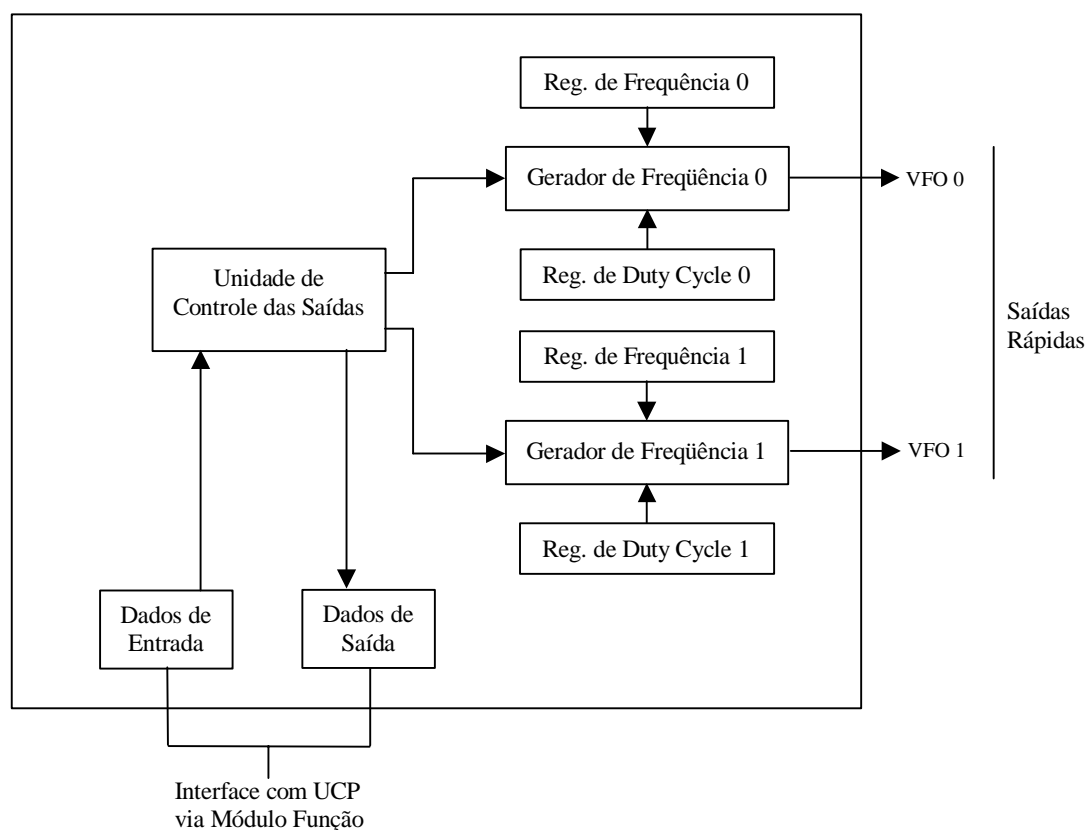 Reg. de Frequência 0
Gerador de Freqüência 0
VFO 0
Reg. de Duty Cycle 0
Unidade de
Controle das Saídas
Saídas
Rápidas
Reg. de Frequência 1
Gerador de Freqüência 1
VFO 1
Reg. de Duty Cycle 1
Dados de
Entrada
Dados de
Saída
Interface com UCP
via Módulo Função